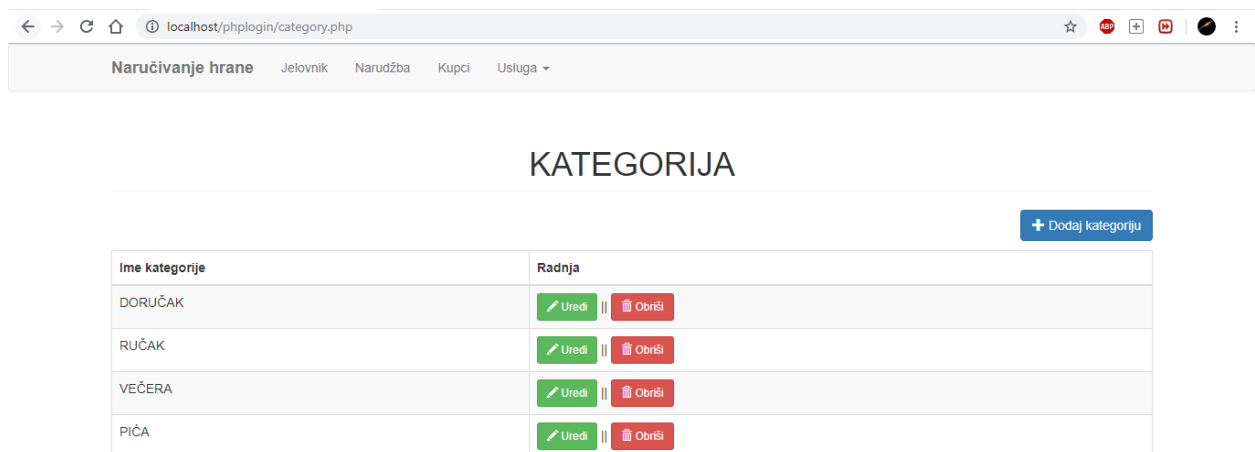 localhost/phplogin/category.php
ABP
Naručivanje hrane Jelovnik Narudžba Kupci Usluga
KATEGORIJA
Dodaj kategoriju
Ime kategorije Radnja
DORUČAK Uredi || Obriši
RUČAK Uredi || Obriši
VEČERA Uredi || Obriši
PIĆA Uredi || Obriši